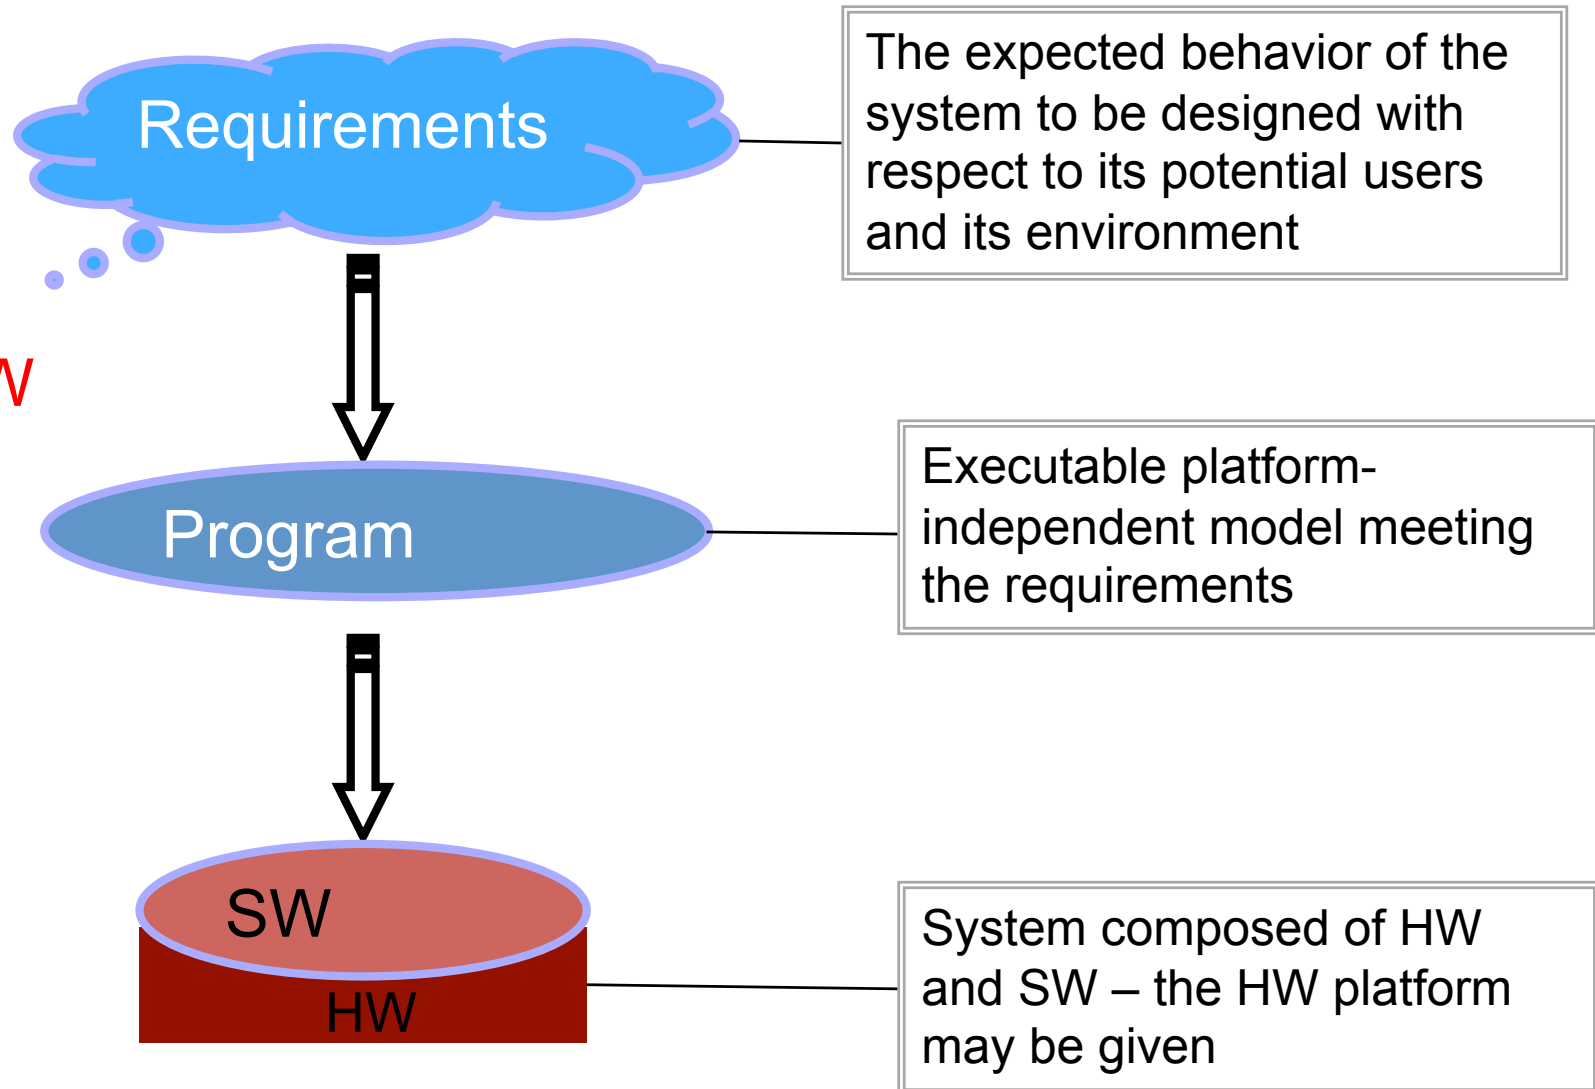 Requirements
The expected behavior of the
system to be designed with
respect to its potential users
and its environment
Program
Executable platform-
independent model meeting
the requirements
SW
HW
System composed of HW
and SW – the HW platform
may be given